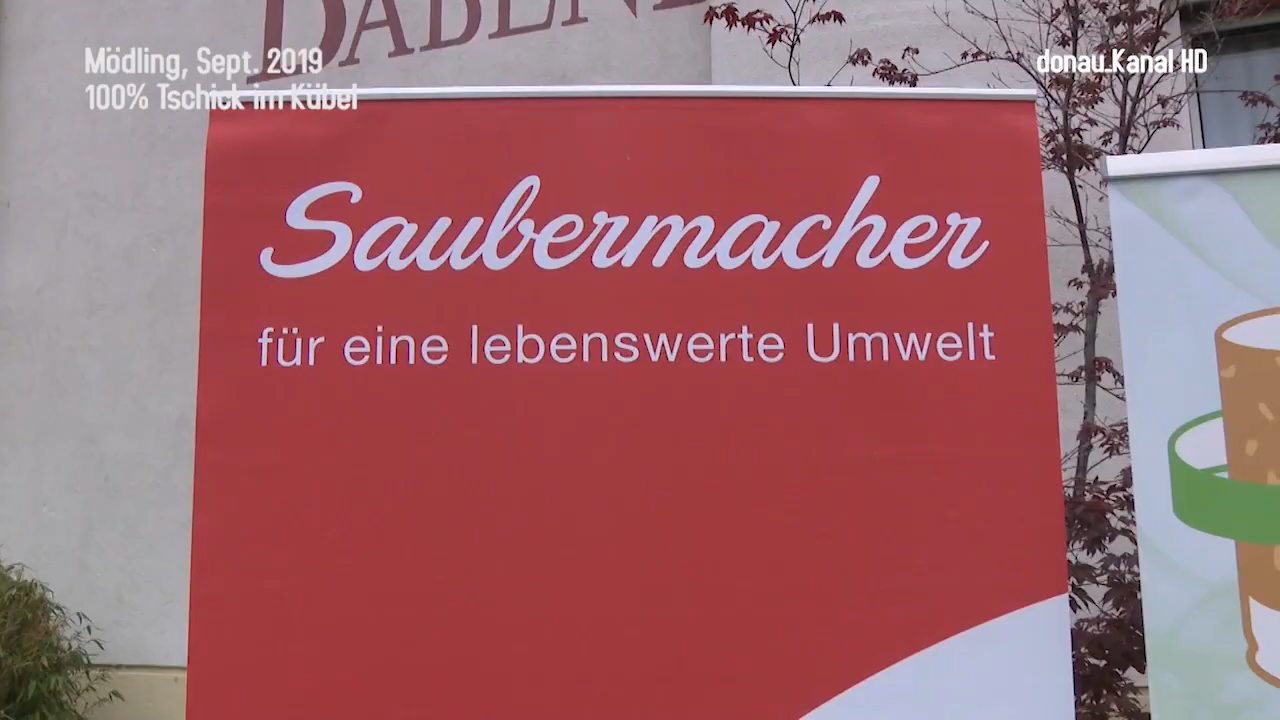 Mödling, Sept. 2019
100% Tschick im Kübel
donau.Kanal HD
Saubermacher
für eine lebenswerte Umwelt